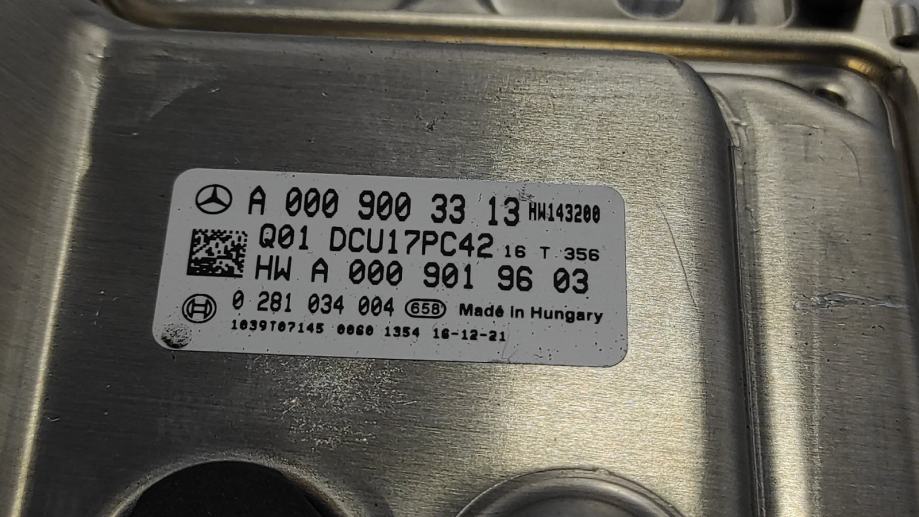 A 000 900 33 13 HW143200
Q01 DCU17PC42 16 T 356
HW A 000 901 96 03
0 281 034 004 658 Made in Hungary
1039T07145 0060 1354 16-12-21